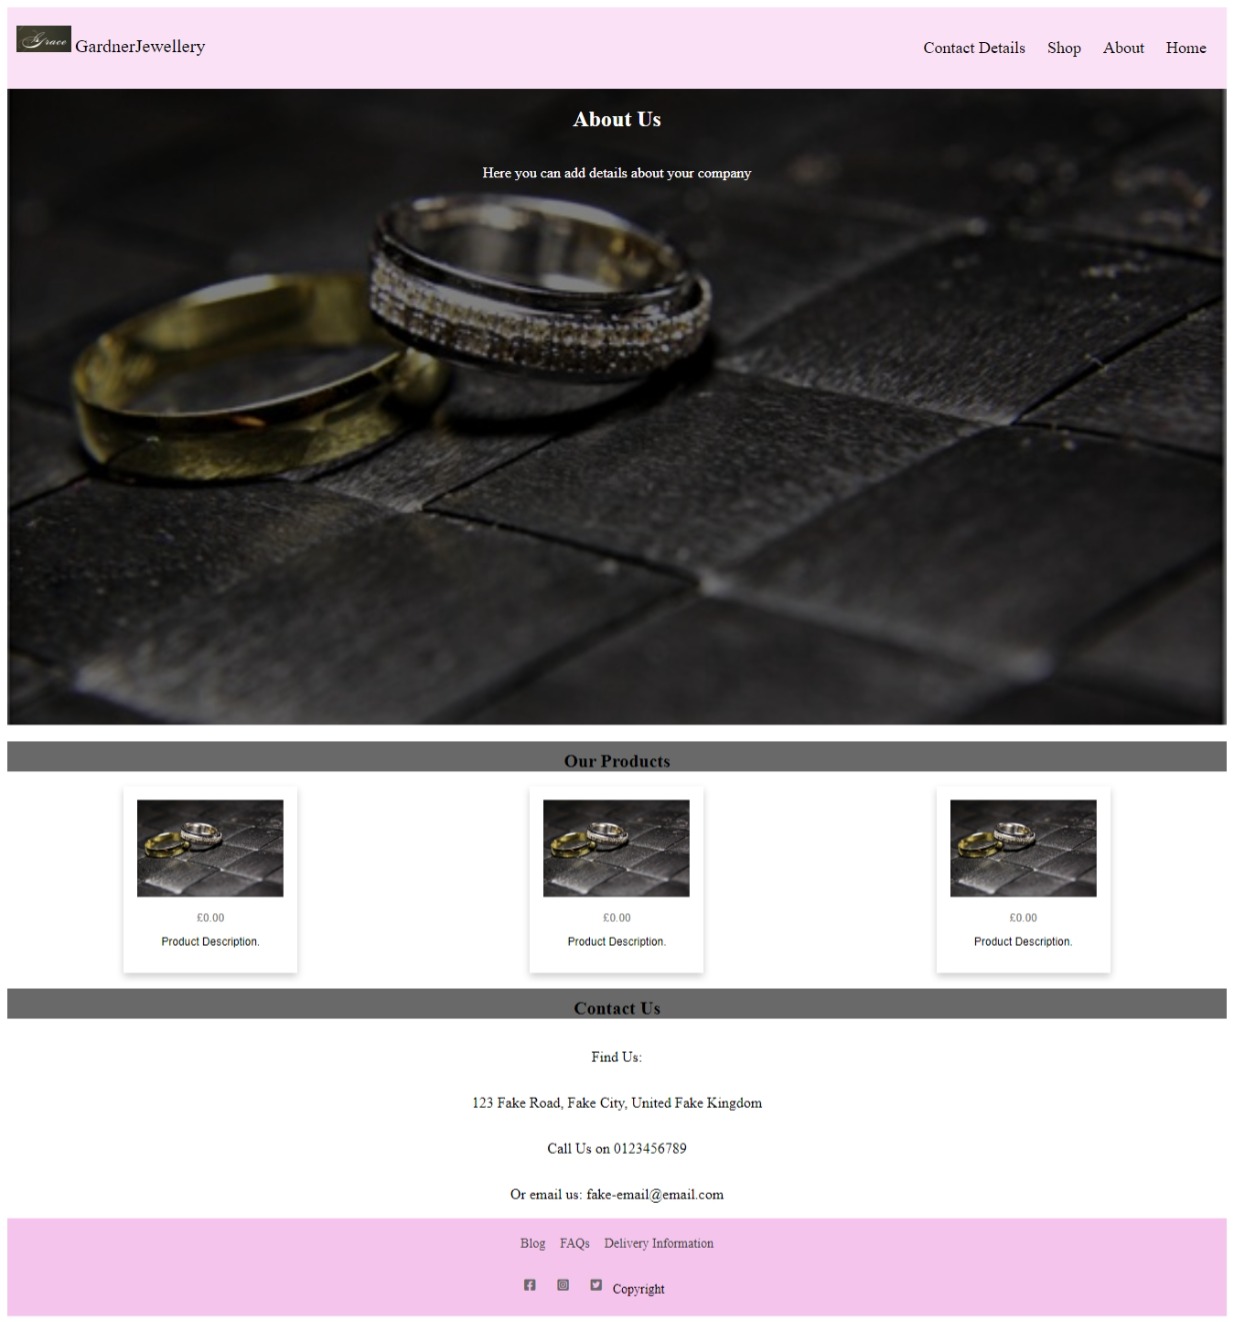 Grace GardnerJewellery
Contact Details Shop About Home
About Us
Here you can add details about your company
Our Products
£0.00 £0.00 £0.00
Product Description. Product Description. Product Description.
Contact Us
Find Us:
123 Fake Road, Fake City, United Fake Kingdom
Call Us on 0123456789
Or email us: fake-email@email.com
Blog FAQs Delivery Information
Copyright